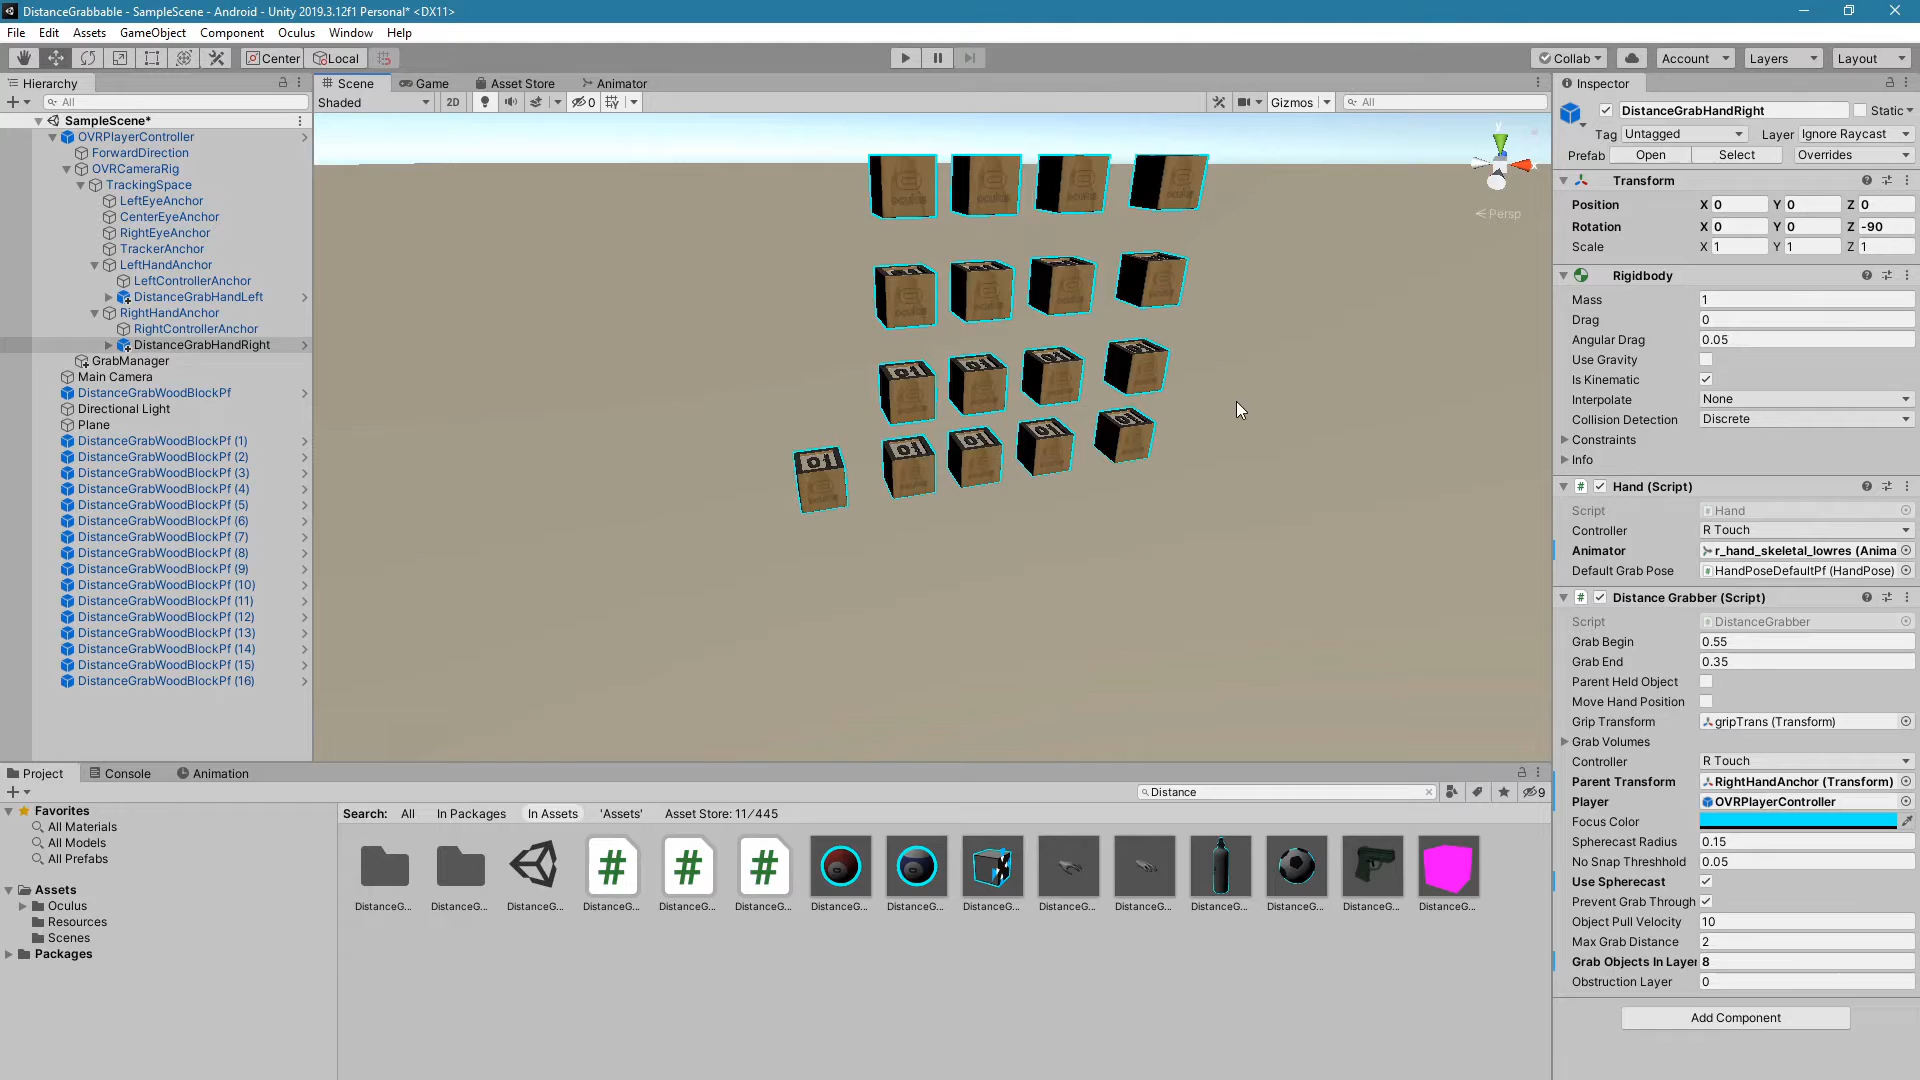 DistanceGrabbable - SampleScene - Android - Unity 2019.3.12f1 Personal* <DX11>
File Edit Assets GameObject Component Oculus Window Help
Center Local Collab Account Layers Layout
Hierarchy
All
SampleScene*
OVRPlayerController
ForwardDirection
OVRCameraRig
TrackingSpace
LeftEyeAnchor
CenterEyeAnchor
RightEyeAnchor
TrackerAnchor
LeftHandAnchor
LeftControllerAnchor
DistanceGrabHandLeft
RightHandAnchor
RightControllerAnchor
DistanceGrabHandRight
GrabManager
Main Camera
DistanceGrabWoodBlockPf
Directional Light
Plane
DistanceGrabWoodBlockPf (1)
DistanceGrabWoodBlockPf (2)
DistanceGrabWoodBlockPf (3)
DistanceGrabWoodBlockPf (4)
DistanceGrabWoodBlockPf (5)
DistanceGrabWoodBlockPf (6)
DistanceGrabWoodBlockPf (7)
DistanceGrabWoodBlockPf (8)
DistanceGrabWoodBlockPf (9)
DistanceGrabWoodBlockPf (10)
DistanceGrabWoodBlockPf (11)
DistanceGrabWoodBlockPf (12)
DistanceGrabWoodBlockPf (13)
DistanceGrabWoodBlockPf (14)
DistanceGrabWoodBlockPf (15)
DistanceGrabWoodBlockPf (16)
Scene Game Asset Store Animator
Shaded 2D 0 Gizmos All
y
x
Persp
Inspector
DistanceGrabHandRight Static
Tag Untagged Layer Ignore Raycast
Prefab Open Select Overrides
Transform
Position X 0 Y 0 Z 0
Rotation X 0 Y 0 Z -90
Scale X 1 Y 1 Z 1
Rigidbody
Mass 1
Drag 0
Angular Drag 0.05
Use Gravity
Is Kinematic
Interpolate None
Collision Detection Discrete
Constraints
Info
Hand (Script)
Script Hand
Controller R Touch
Animator r_hand_skeletal_lowres (Anima
Default Grab Pose HandPoseDefaultPf (HandPose)
Distance Grabber (Script)
Script DistanceGrabber
Grab Begin 0.55
Grab End 0.35
Parent Held Object
Move Hand Position
Grip Transform gripTrans (Transform)
Grab Volumes
Controller R Touch
Parent Transform RightHandAnchor (Transform)
Player OVRPlayerController
Focus Color
Spherecast Radius 0.15
No Snap Threshhold 0.05
Use Spherecast
Prevent Grab Through
Object Pull Velocity 10
Max Grab Distance 2
Grab Objects In Layer 8
Obstruction Layer 0
Add Component
Project Console Animation
Distance 9
Favorites
All Materials
All Models
All Prefabs
Assets
Oculus
Resources
Scenes
Packages
Search: All In Packages In Assets 'Assets' Asset Store: 11/445
DistanceG... DistanceG... DistanceG... DistanceG... DistanceG... DistanceG... DistanceG... DistanceG... DistanceG... DistanceG... DistanceG... DistanceG... DistanceG... DistanceG... DistanceG...